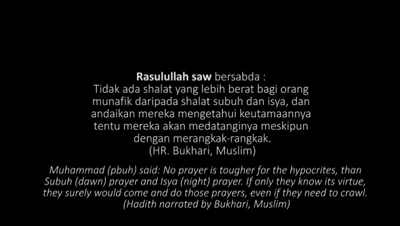 Rasulullah saw bersabda :
Tidak ada shalat yang lebih berat bagi orang
munafik daripada shalat subuh dan isya, dan
andaikan mereka mengetahui keutamaannya
tentu mereka akan medatanginya meskipun
dengan merangkak-rangkak.
(HR. Bukhari, Muslim)
Muhammad (pbuh) said: No prayer is tougher for the hypocrites, than
Subuh (dawn) prayer and Isya (night) prayer. If only they know its virtue,
they surely would come and do those prayers, even if they need to crawl.
(Hadith narrated by Bukhari, Muslim)